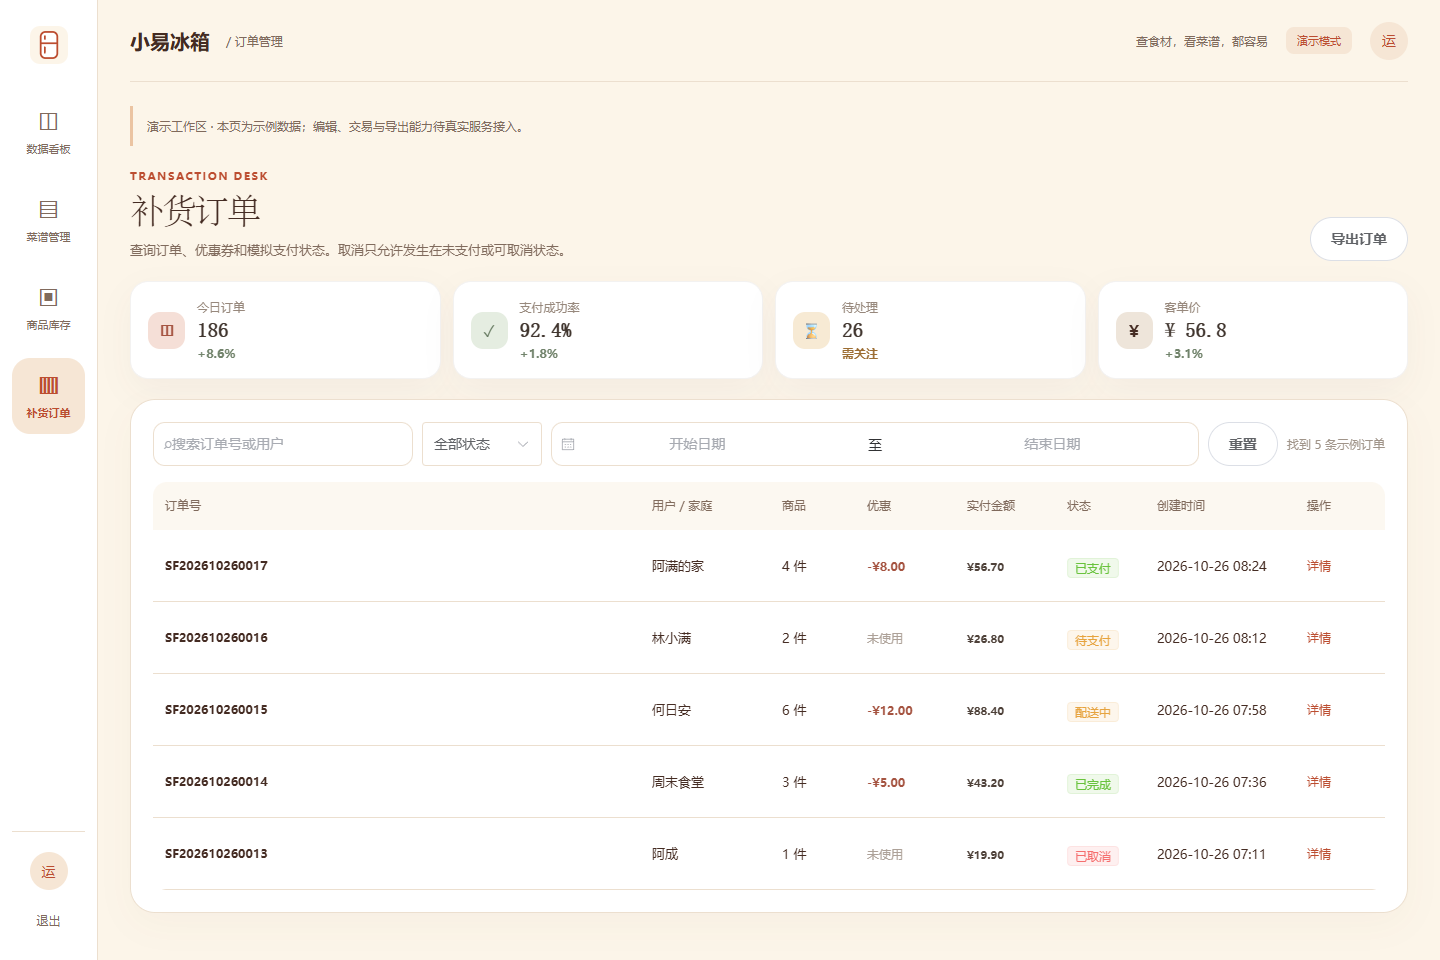 小易冰箱 / 订单管理
查食材，看菜谱，都容易 演示模式 运
数据看板
菜谱管理
商品库存
补货订单
运
退出
演示工作区 · 本页为示例数据；编辑、交易与导出能力待真实服务接入。
TRANSACTION DESK
补货订单
查询订单、优惠券和模拟支付状态。取消只允许发生在未支付或可取消状态。
导出订单
今日订单
186
+8.6%
✓
支付成功率
92.4%
+1.8%
待处理
26
需关注
¥
客单价
¥ 56.8
+3.1%
搜索订单号或用户 全部状态 开始日期 至 结束日期 重置 找到 5 条示例订单
订单号 用户 / 家庭 商品 优惠 实付金额 状态 创建时间 操作
SF202610260017 阿满的家 4 件 -¥8.00 ¥56.70 已支付 2026-10-26 08:24 详情
SF202610260016 林小满 2 件 未使用 ¥26.80 待支付 2026-10-26 08:12 详情
SF202610260015 何日安 6 件 -¥12.00 ¥88.40 配送中 2026-10-26 07:58 详情
SF202610260014 周末食堂 3 件 -¥5.00 ¥43.20 已完成 2026-10-26 07:36 详情
SF202610260013 阿成 1 件 未使用 ¥19.90 已取消 2026-10-26 07:11 详情